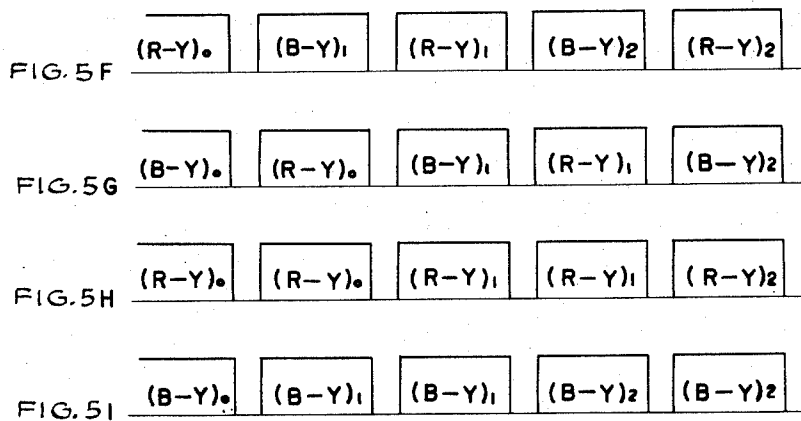 FIG. 5F (R-Y)₀ (B-Y)₁ (R-Y)₁ (B-Y)₂ (R-Y)₂
FIG. 5G (B-Y)₀ (R-Y)₀ (B-Y)₁ (R-Y)₁ (B-Y)₂
FIG. 5H (R-Y)₀ (R-Y)₀ (R-Y)₁ (R-Y)₁ (R-Y)₂
FIG. 5I (B-Y)₀ (B-Y)₁ (B-Y)₁ (B-Y)₂ (B-Y)₂